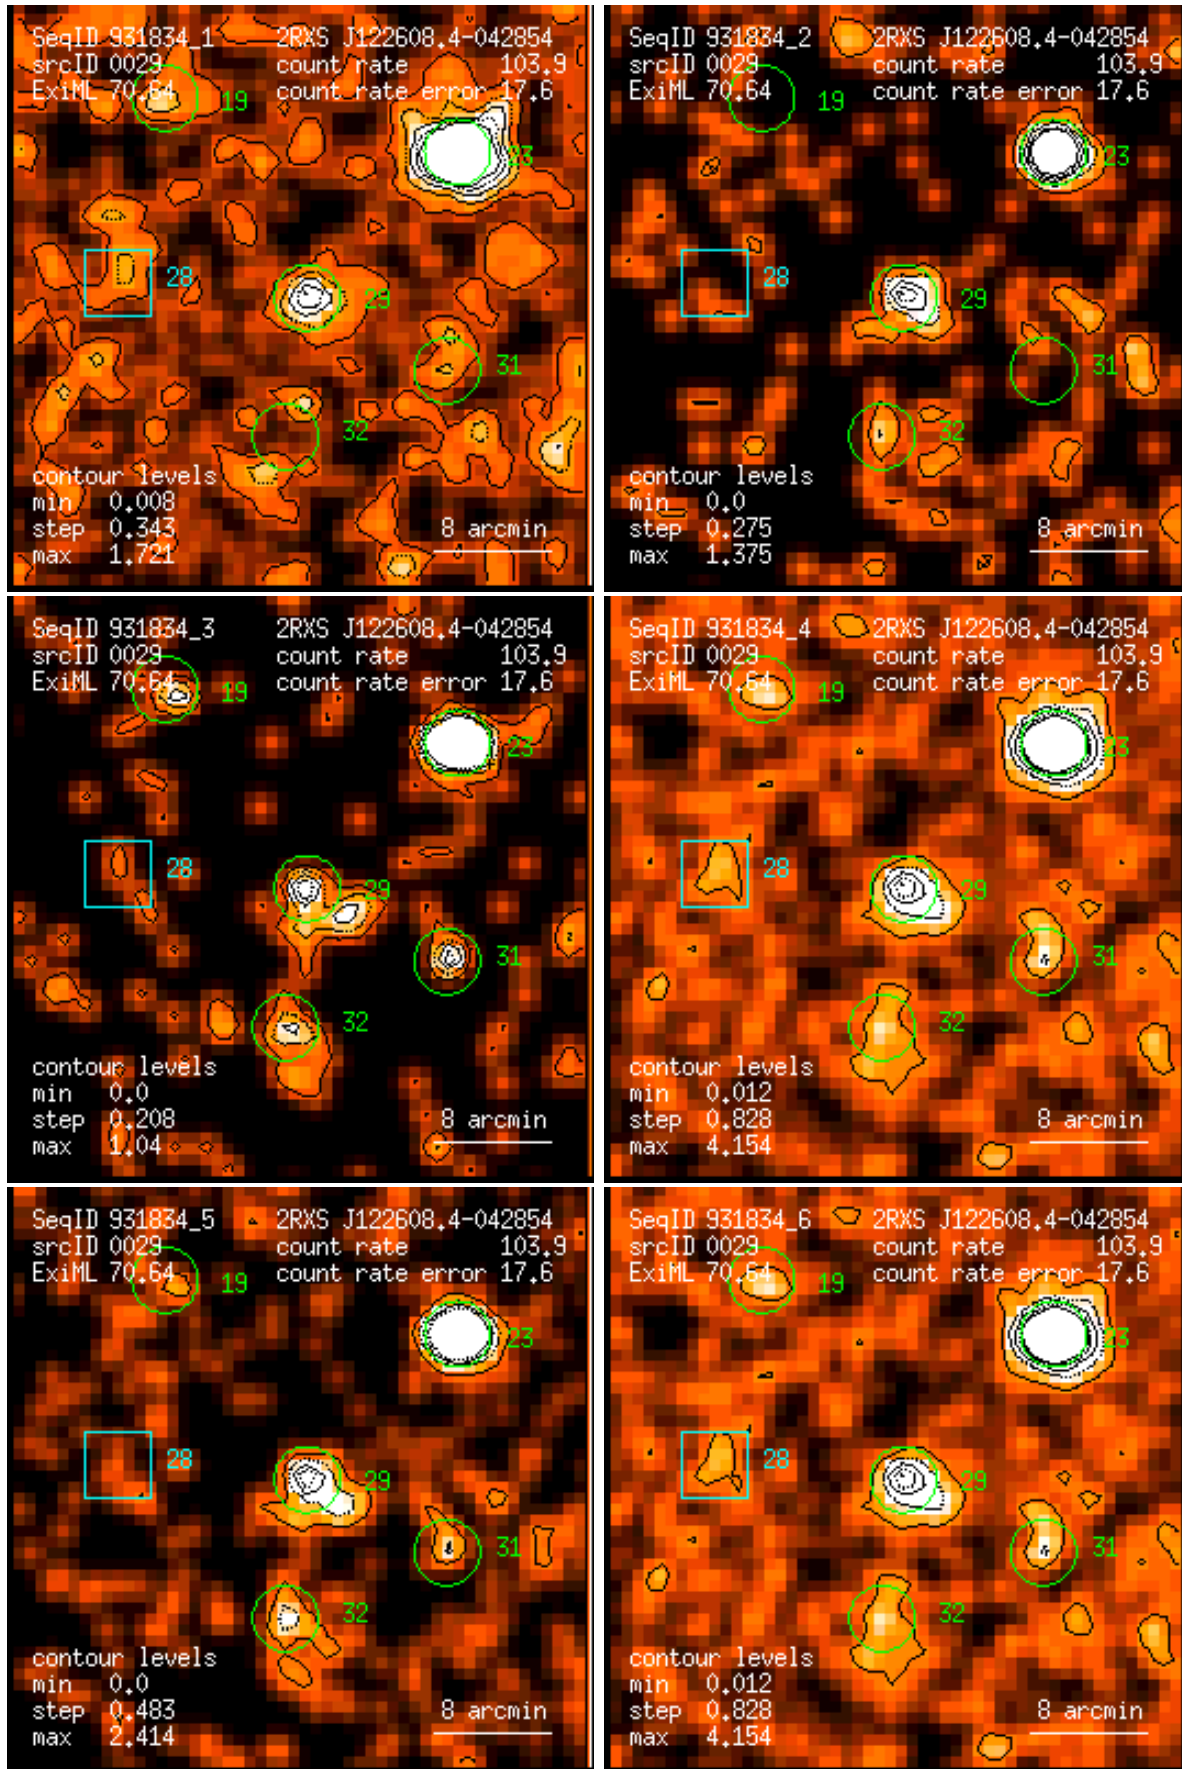 SeqID 931834_1 2RXS J122608.4-042854
srcID 0029 count rate 103.9
ExiML 70.64 count rate error 17.6
19
23
28
29
31
32
contour levels
min 0.008
step 0.343 8 arcmin
max 1.721
SeqID 931834_2 2RXS J122608.4-042854
srcID 0029 count rate 103.9
ExiML 70.64 count rate error 17.6
19
23
28
29
31
32
contour levels
min 0.0
step 0.275 8 arcmin
max 1.375
SeqID 931834_3 2RXS J122608.4-042854
srcID 0029 count rate 103.9
ExiML 70.64 count rate error 17.6
19
23
28
29
31
32
contour levels
min 0.0
step 0.208 8 arcmin
max 1.04
SeqID 931834_4 2RXS J122608.4-042854
srcID 0029 count rate 103.9
ExiML 70.64 count rate error 17.6
19
23
28
29
31
32
contour levels
min 0.012
step 0.828 8 arcmin
max 4.154
SeqID 931834_5 2RXS J122608.4-042854
srcID 0029 count rate 103.9
ExiML 70.64 count rate error 17.6
19
23
28
29
31
32
contour levels
min 0.0
step 0.483 8 arcmin
max 2.414
SeqID 931834_6 2RXS J122608.4-042854
srcID 0029 count rate 103.9
ExiML 70.64 count rate error 17.6
19
23
28
29
31
32
contour levels
min 0.012
step 0.828 8 arcmin
max 4.154